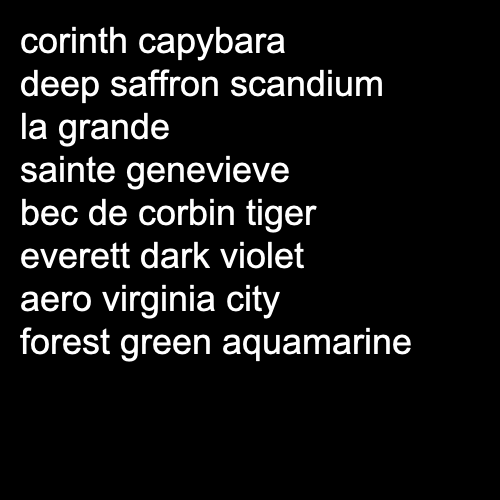 corinth capybara
deep saffron scandium
la grande
sainte genevieve
bec de corbin tiger
everett dark violet
aero virginia city
forest green aquamarine